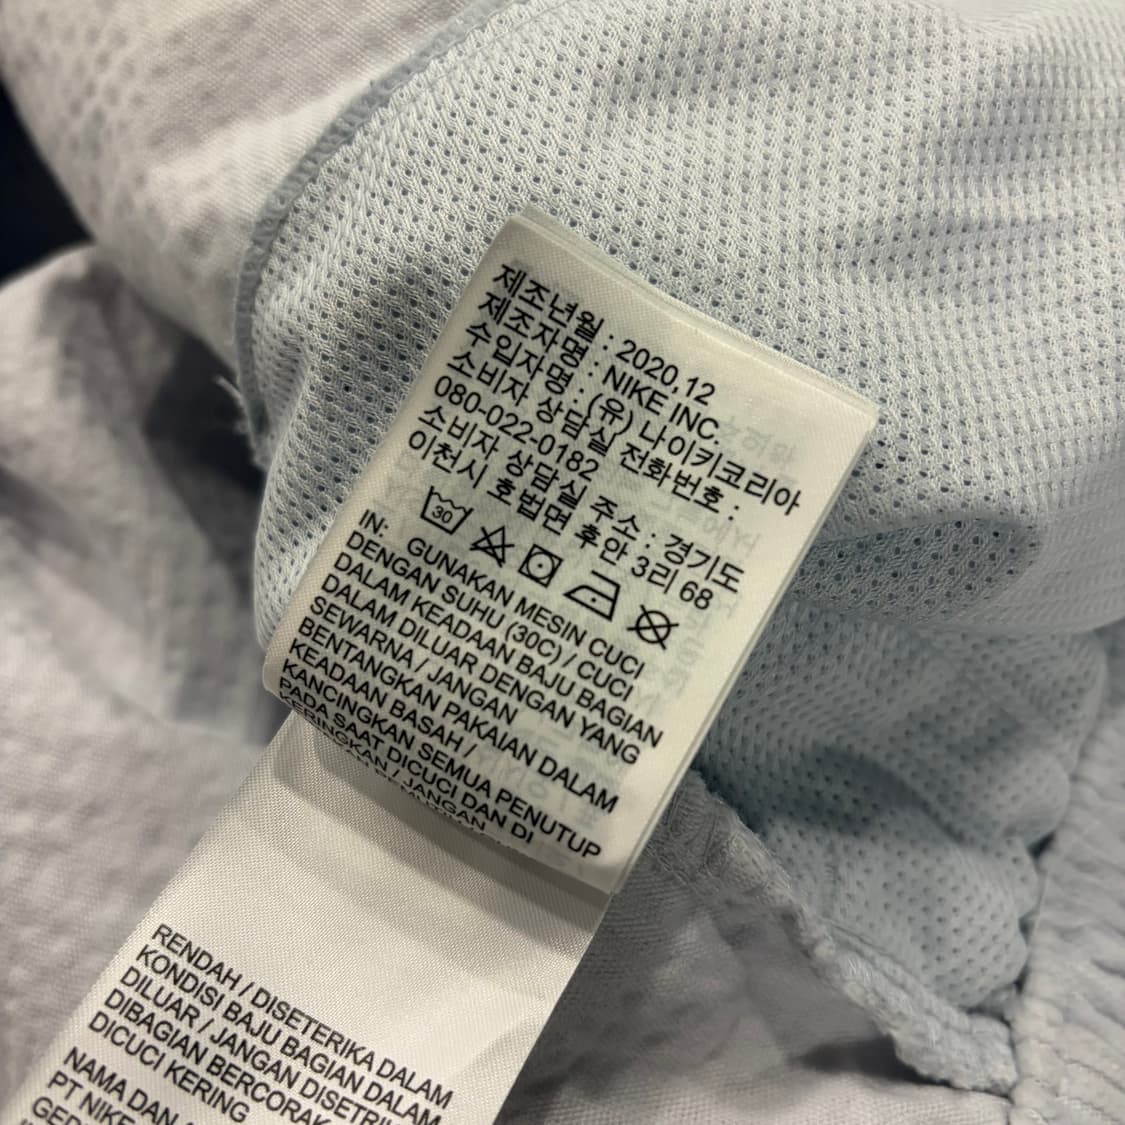 제조년월 : 2020,12
제조자명 : NIKE INC.
수입자명 : (유) 나이키코리아
소비자 상담실 전화번호 :
080-022-0182
소비자 상담실 주소 : 경기도
이천시 호법면 후안 3리 68
30
IN: GUNAKAN MESIN CUCI
DENGAN SUHU (30C) / CUCI
DALAM KEADAAN BAJU BAGIAN
DALAM DILUAR DENGAN YANG
SEWARNA / JANGAN
BENTANGKAN PAKAIAN DALAM
KEADAAN BASAH /
KANCINGKAN SEMUA PENUTUP
PADA SAAT DICUCI DAN DI
KERINGKAN / JANGAN
RENDAH / DISETERIKA DALAM
KONDISI BAJU BAGIAN DALAM
DILUAR / JANGAN DISETRI
DIBAGIAN BERCORAK
DICUCI KERING
NAMA DAN
PT NIKE